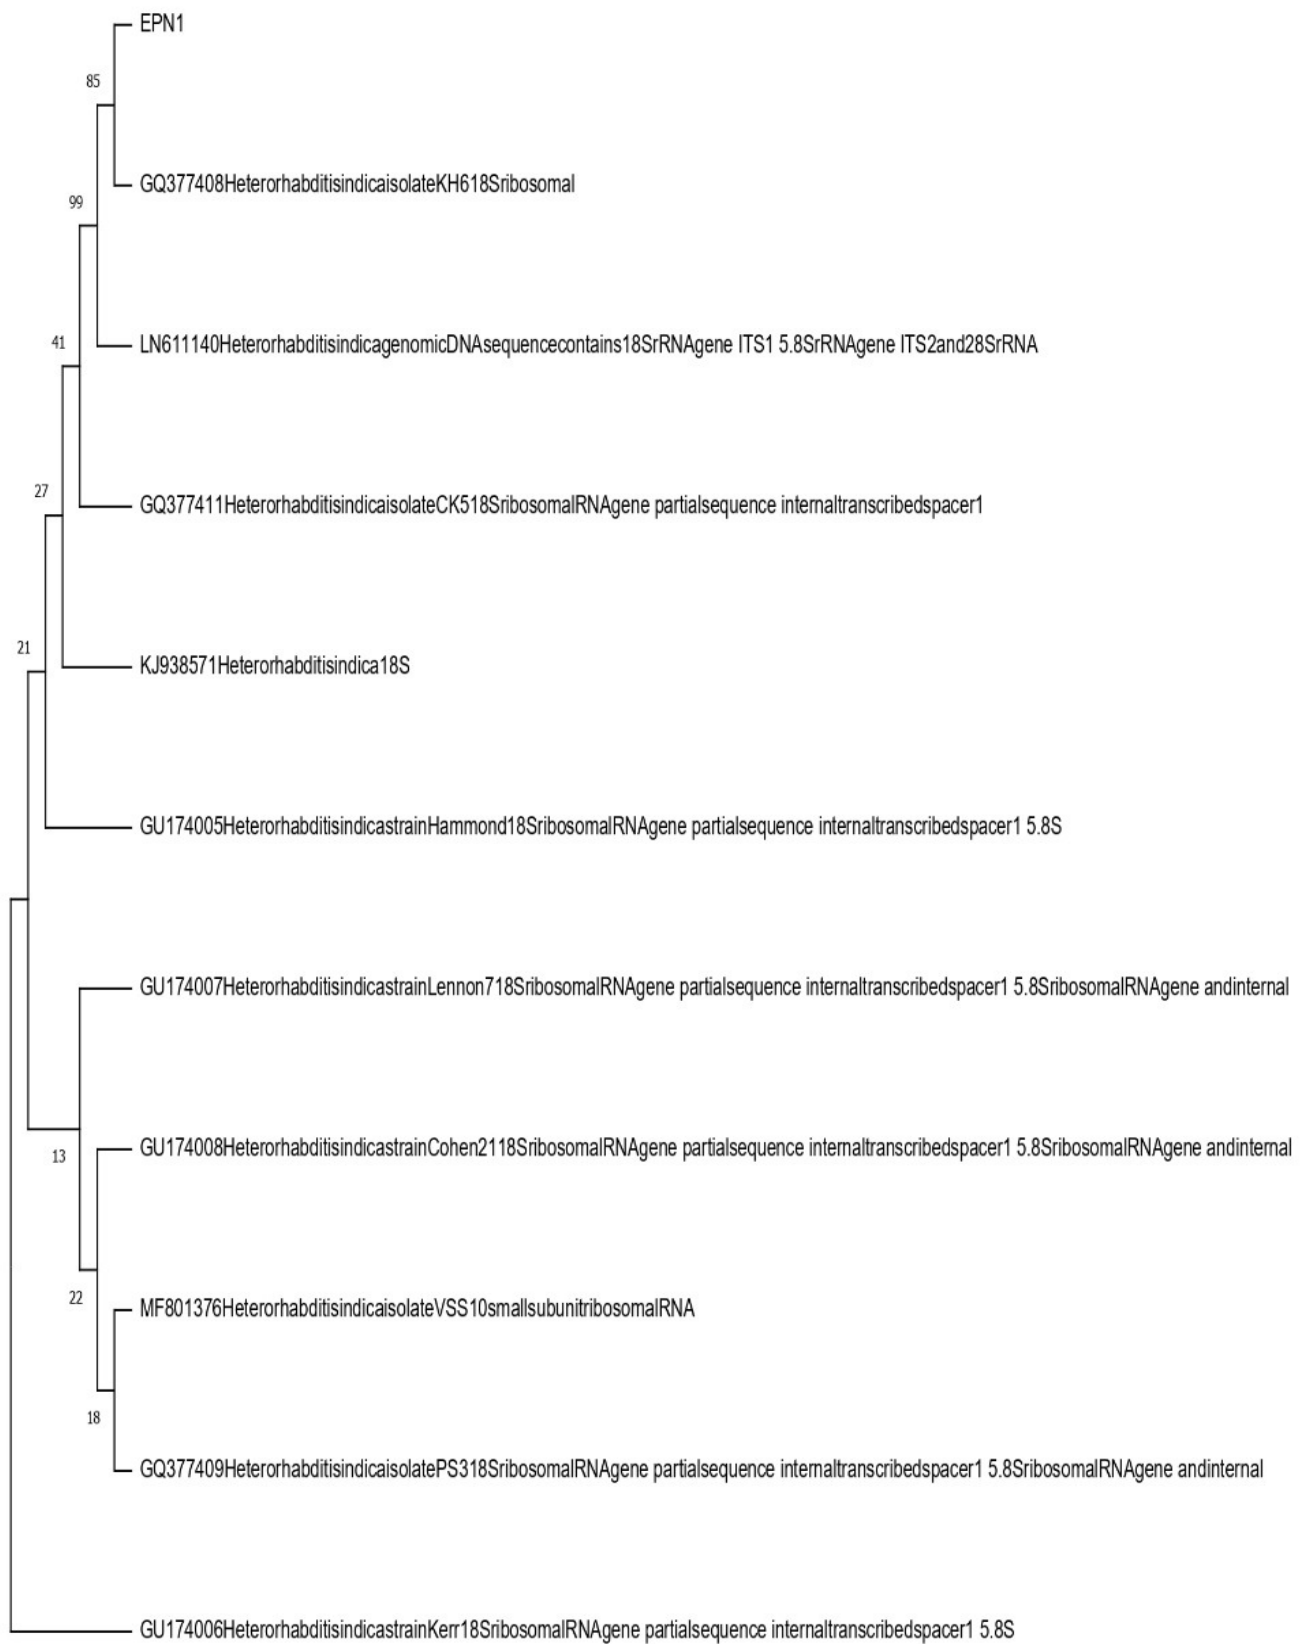 EPN1
85
GQ377408HeterorhabditisindicaisolateKH618Sribosomal
99
LN611140HeterorhabditisindicagenomicDNAsequencecontains18SrRNAgene ITS1 5.8SrRNAgene ITS2and28SrRNA
41
GQ377411HeterorhabditisindicaisolateCK518SribosomalRNAgene partialsequence internaltranscribedspacer1
27
KJ938571Heterorhabditisindica18S
21
GU174005HeterorhabditisindicastrainHammond18SribosomalRNAgene partialsequence internaltranscribedspacer1 5.8S
GU174007HeterorhabditisindicastrainLennon718SribosomalRNAgene partialsequence internaltranscribedspacer1 5.8SribosomalRNAgene andinternal
GU174008HeterorhabditisindicastrainCohen2118SribosomalRNAgene partialsequence internaltranscribedspacer1 5.8SribosomalRNAgene andinternal
13
22
MF801376HeterorhabditisindicaisolateVSS10smallsubunitribosomalRNA
18
GQ377409HeterorhabditisindicaisolatePS318SribosomalRNAgene partialsequence internaltranscribedspacer1 5.8SribosomalRNAgene andinternal
GU174006HeterorhabditisindicastrainKerr18SribosomalRNAgene partialsequence internaltranscribedspacer1 5.8S